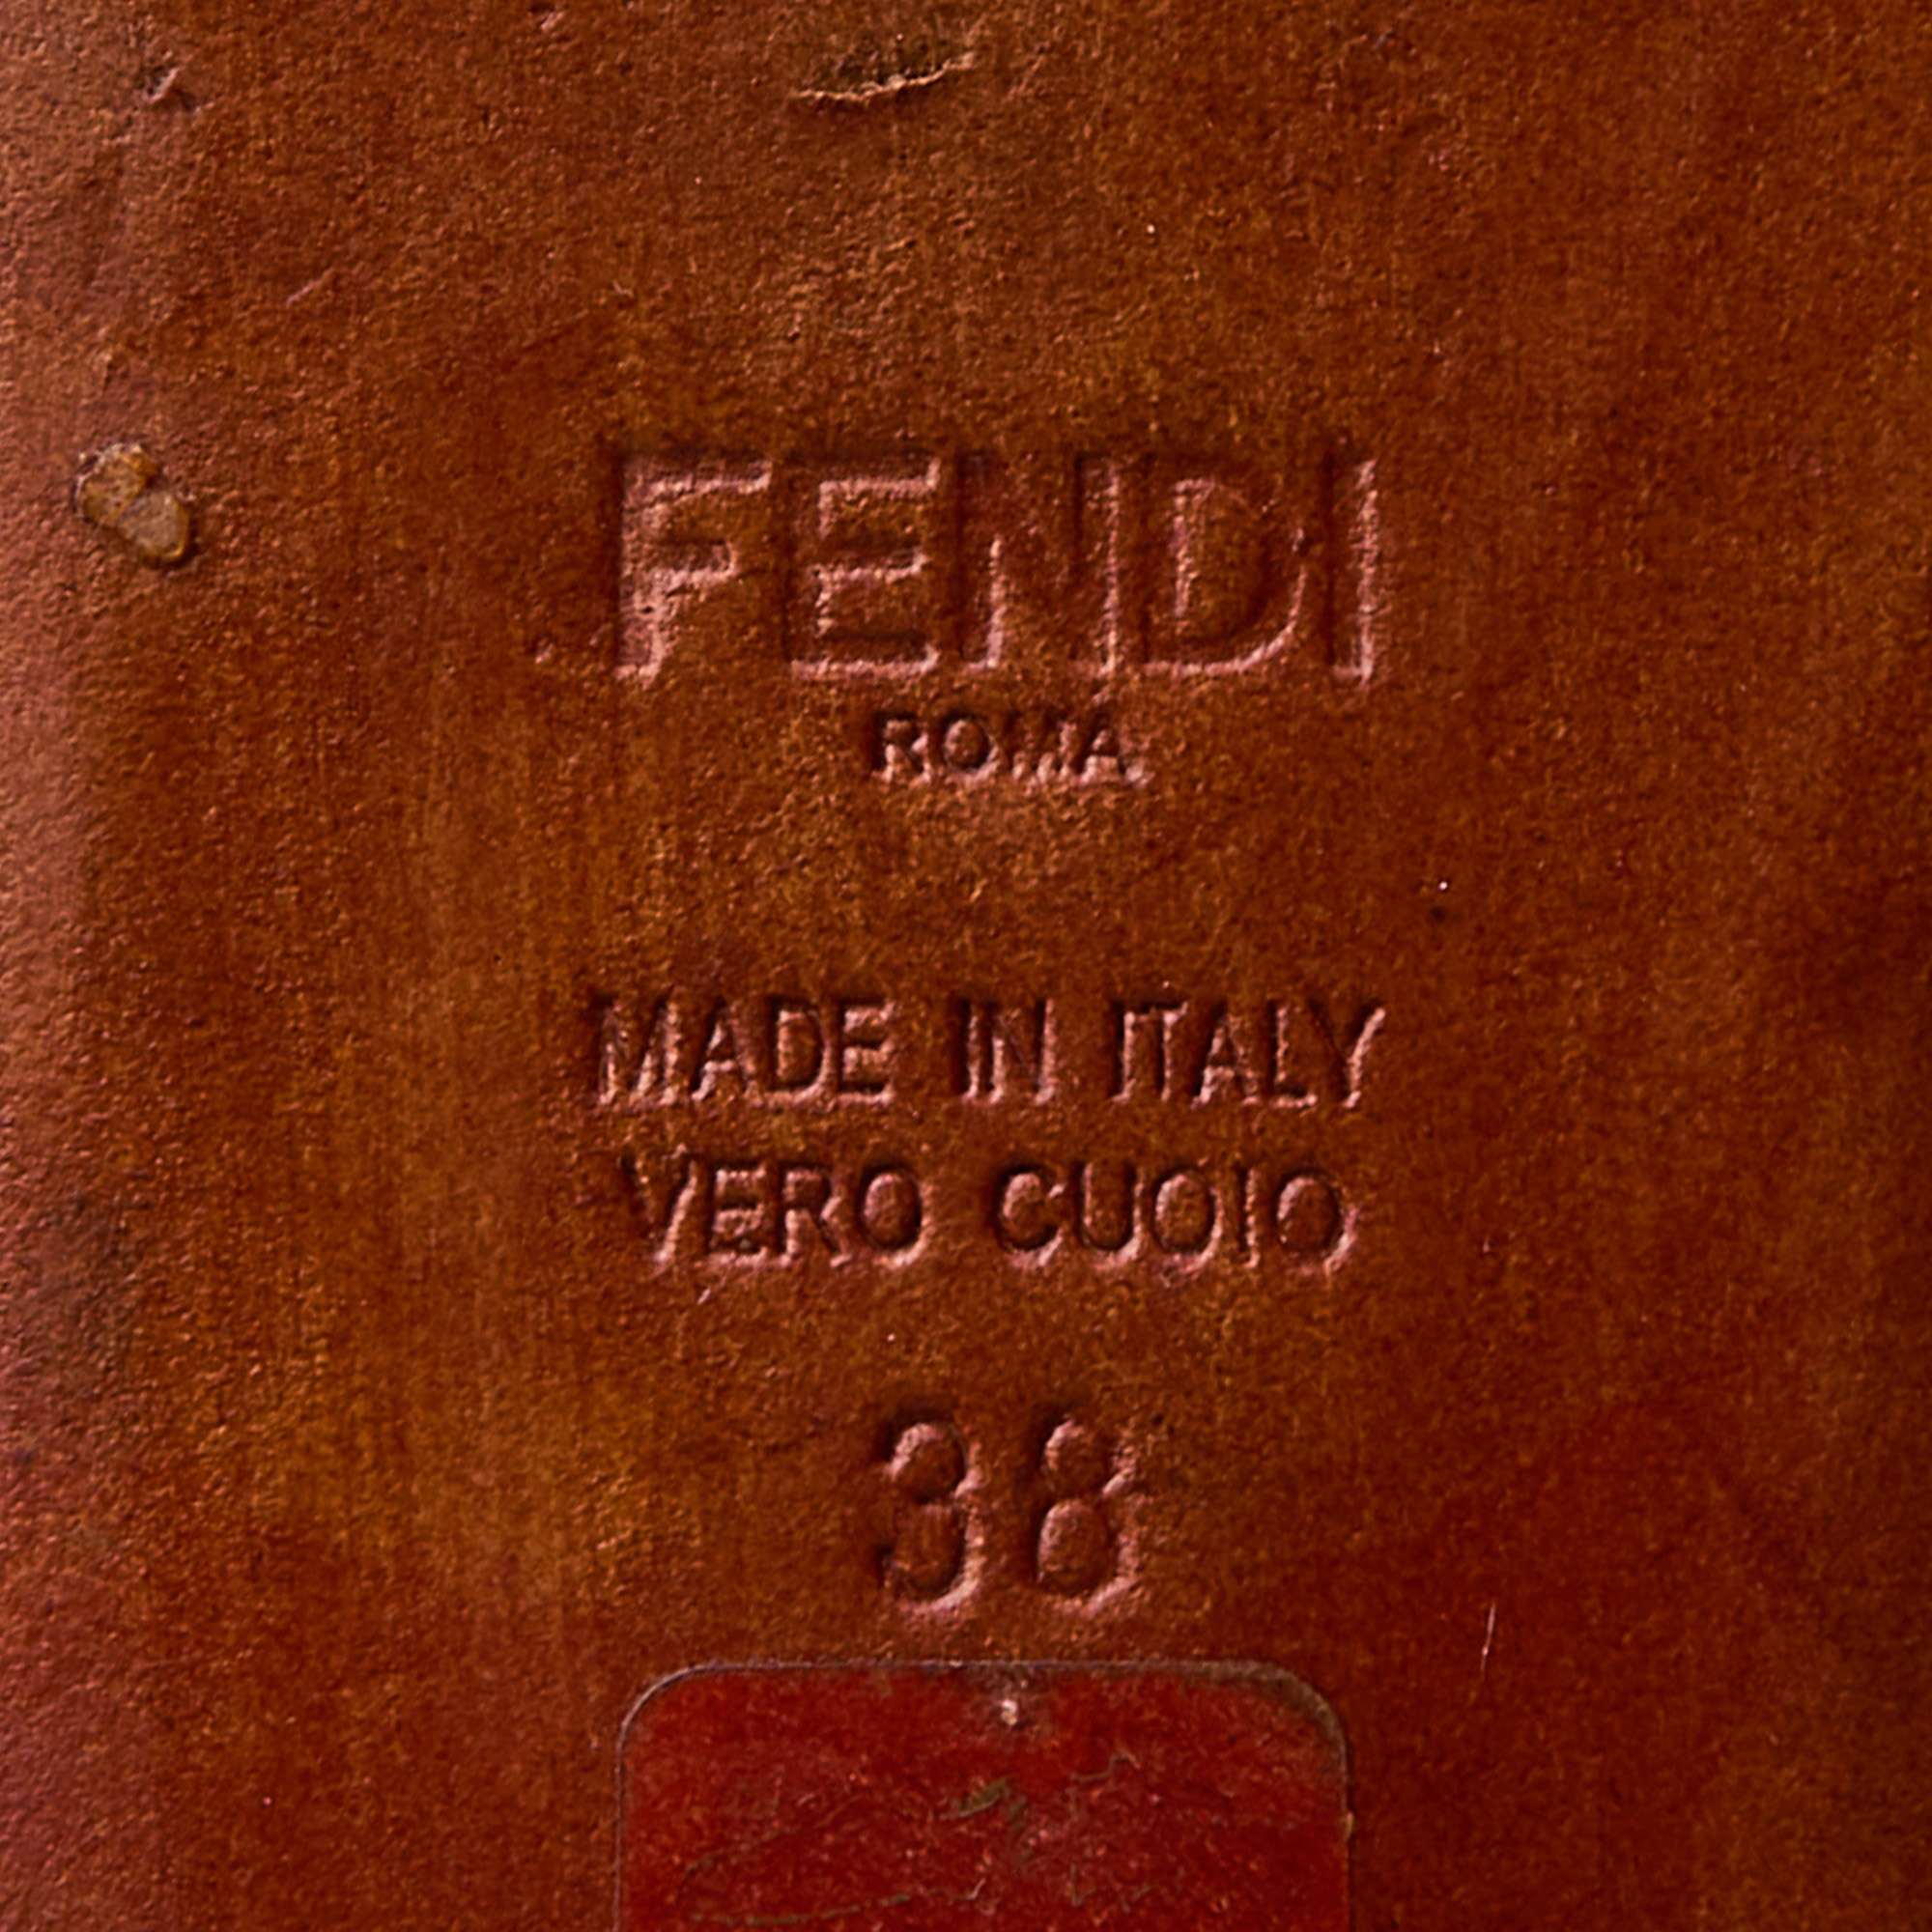 FENDI
ROMA
MADE IN ITALY
VERO CUOIO
38